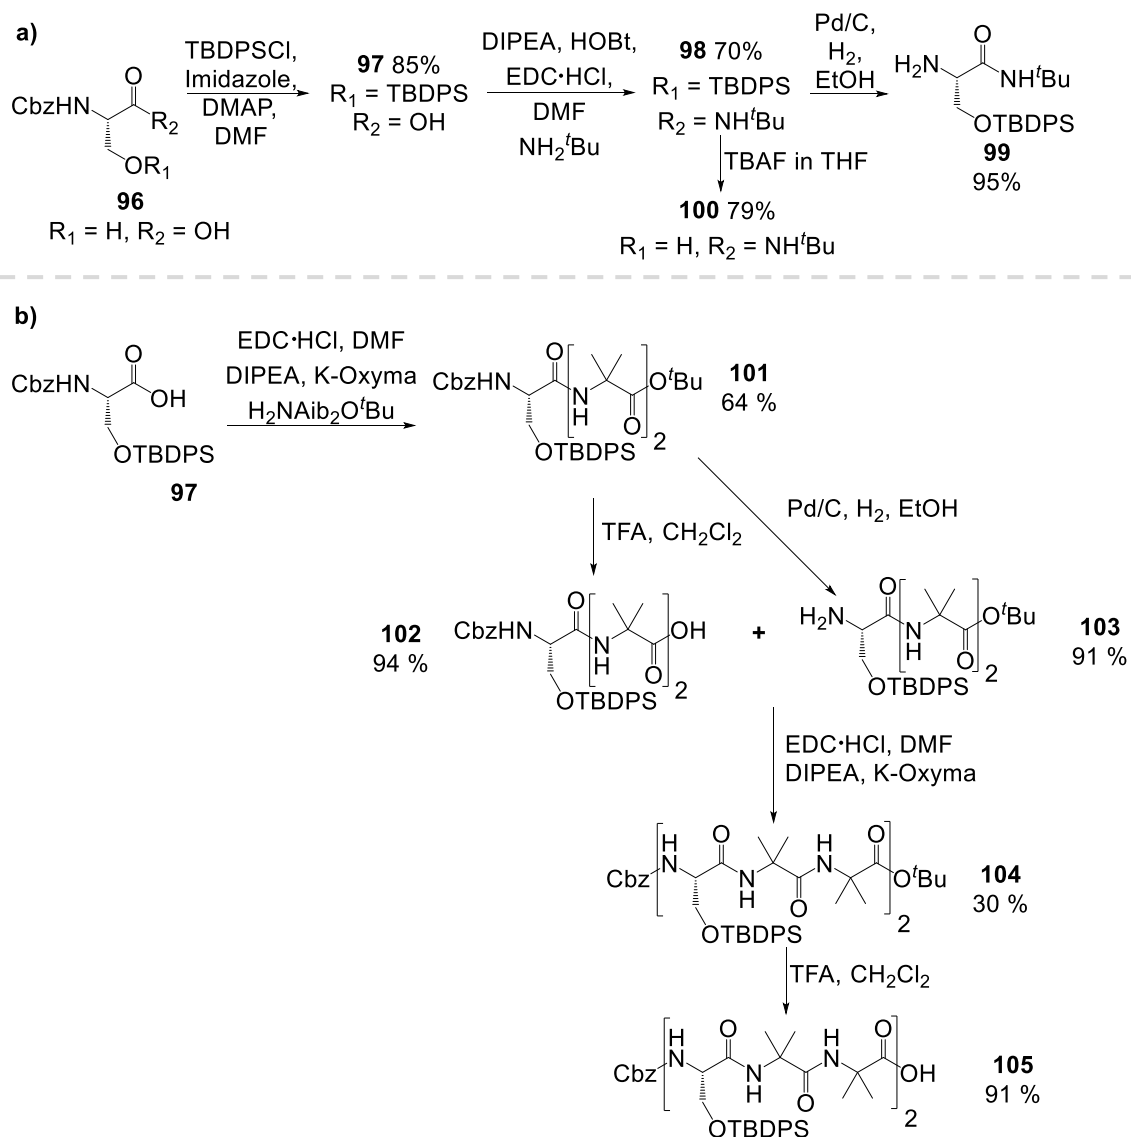 a)
TBDPSCl,
Imidazole,
DMAP,
DMF
CbzHN
O
R2
OR1
96
R1 = H, R2 = OH
97 85%
R1 = TBDPS
R2 = OH
DIPEA, HOBt,
EDC·HCl,
DMF
NH2tBu
98 70%
R1 = TBDPS
R2 = NHtBu
TBAF in THF
100 79%
R1 = H, R2 = NHtBu
Pd/C,
H2,
EtOH
H2N
O
NHtBu
OTBDPS
99
95%
b)
CbzHN
O
OH
OTBDPS
97
EDC·HCl, DMF
DIPEA, K-Oxyma
H2NAib2OtBu
CbzHN
O
N
H
O
OtBu
2
OTBDPS
101
64 %
TFA, CH2Cl2
Pd/C, H2, EtOH
102
94 %
CbzHN
O
N
H
O
OH
2
OTBDPS
+
H2N
O
N
H
O
OtBu
2
OTBDPS
103
91 %
EDC·HCl, DMF
DIPEA, K-Oxyma
Cbz
H
N
O
N
H
O
H
N
O
OtBu
2
OTBDPS
104
30 %
TFA, CH2Cl2
Cbz
H
N
O
N
H
O
H
N
O
OH
2
OTBDPS
105
91 %